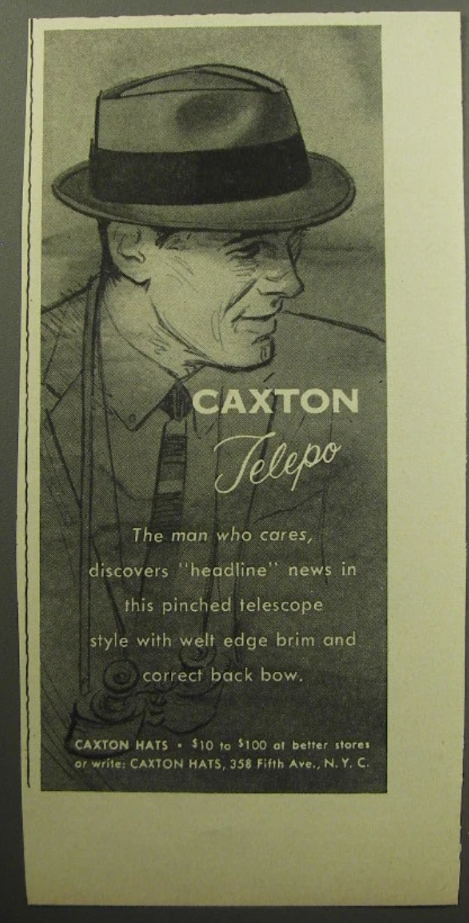 CAXTON
Telepo
The man who cares,
discovers "headline" news in
this pinched telescope
style with welt edge brim and
correct back bow.
CAXTON HATS • $10 to $100 at better stores
or write: CAXTON HATS, 358 Fifth Ave., N. Y. C.